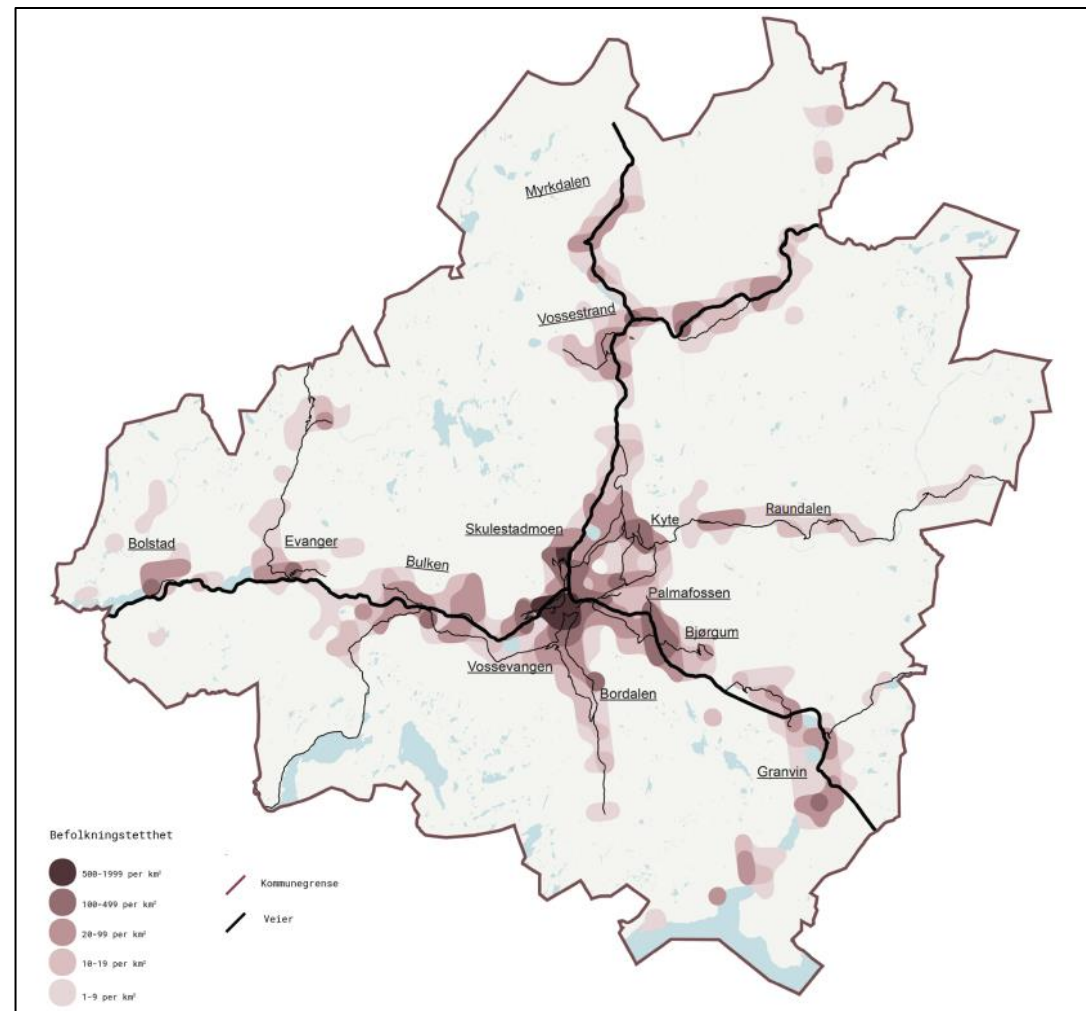 Myrkdalen
Vossestrand
Skulestadmoen
Kyte
Raundalen
Bolstad
Evanger
Bulken
Palmafossen
Bjørgum
Vossevangen
Bordalen
Granvin
Befolkningstetthet
500-1999 per km²
100-499 per km²
20-99 per km²
10-19 per km²
1-9 per km²
Kommunegrense
Veier